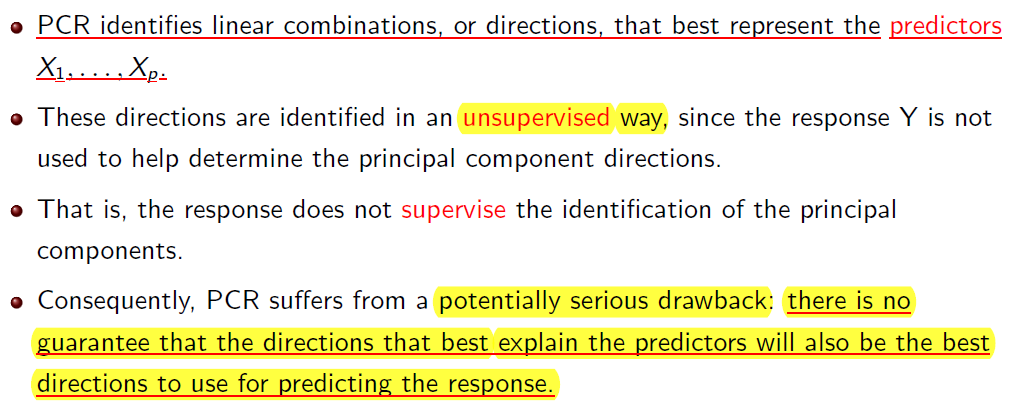 PCR identifies linear combinations, or directions, that best represent the predictors
X₁, . . . , Xₚ.
These directions are identified in an unsupervised way, since the response Y is not
used to help determine the principal component directions.
That is, the response does not supervise the identification of the principal
components.
Consequently, PCR suffers from a potentially serious drawback: there is no
guarantee that the directions that best explain the predictors will also be the best
directions to use for predicting the response.